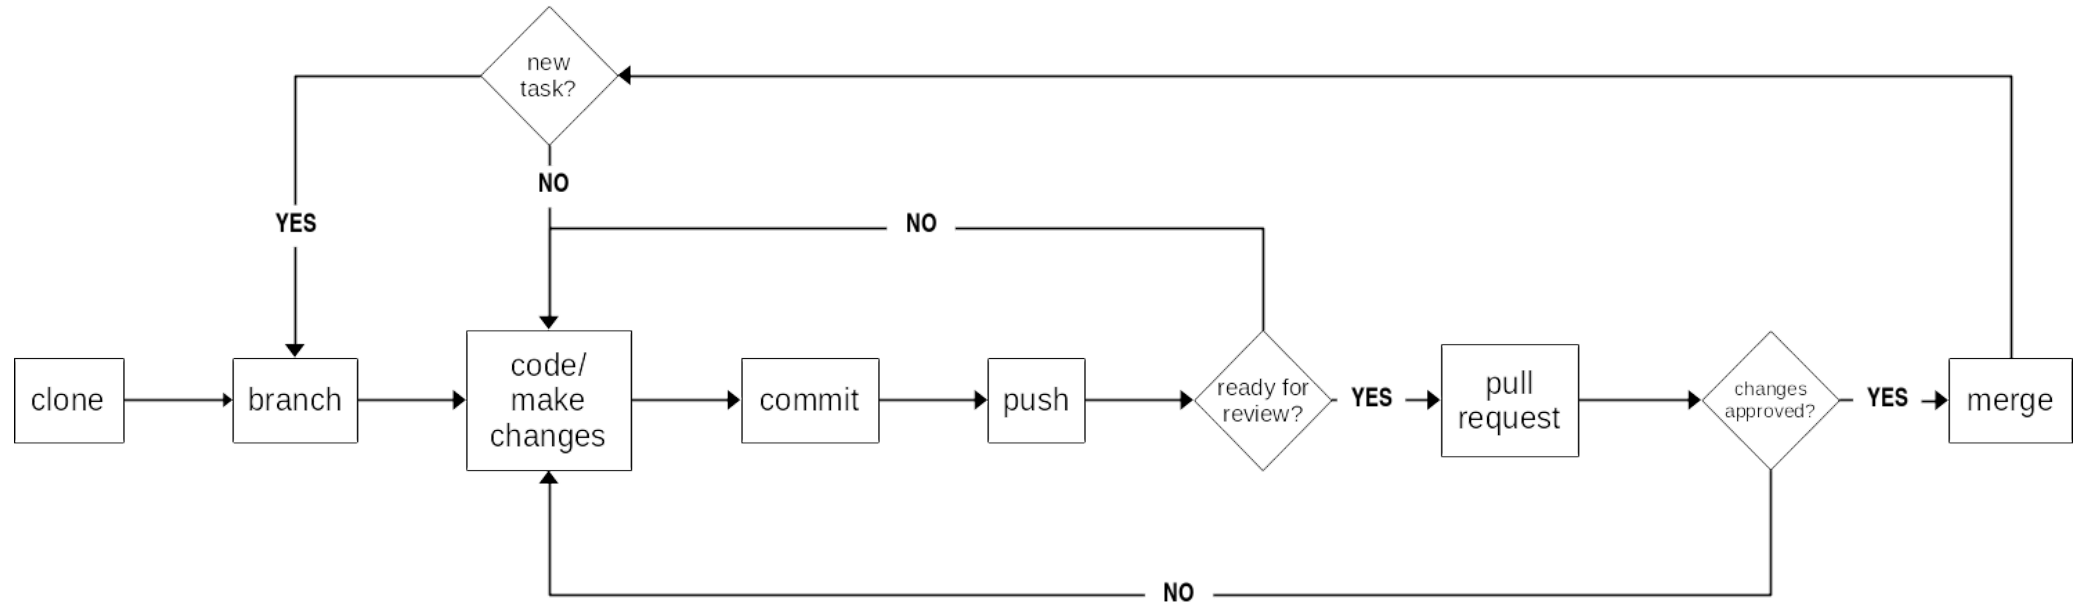 new
task?
NO
YES
NO
clone
branch
code/
make
changes
commit
push
ready for
review?
YES
pull
request
changes
approved?
YES
merge
NO